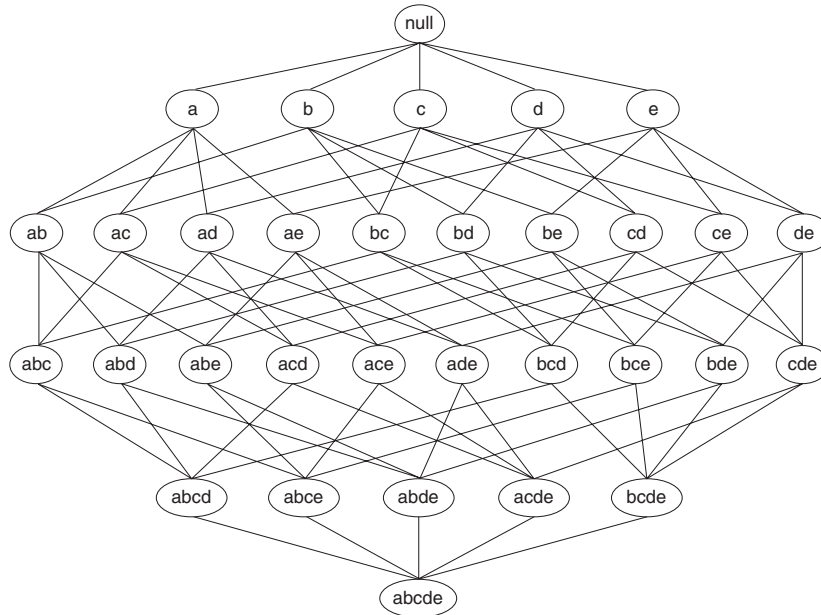 null
a b c d e
ab ac ad ae bc bd be cd ce de
abc abd abe acd ace ade bcd bce bde cde
abcd abce abde acde bcde
abcde